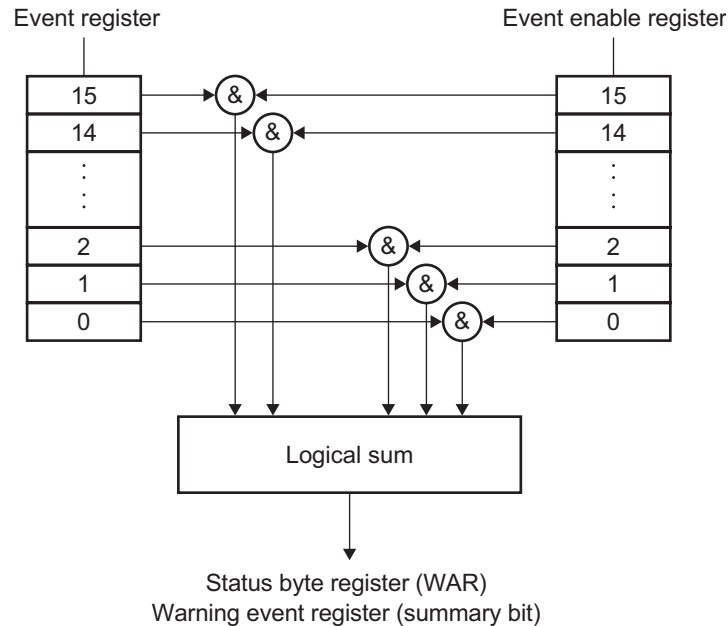 Event register
Event enable register
15 & 15
14 & 14
2 & 2
1 & 1
0 & 0
Logical sum
Status byte register (WAR)
Warning event register (summary bit)